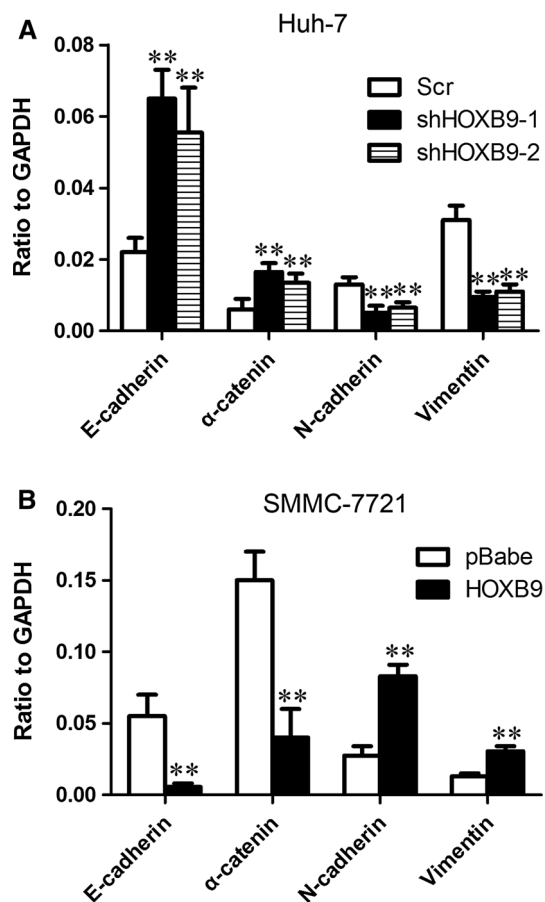 A
Huh-7
Ratio to GAPDH
0.08
0.06
0.04
0.02
0.00
Scr
shHOXB9-1
shHOXB9-2
** **
** **
** **
** **
E-cadherin
α-catenin
N-cadherin
Vimentin
B
SMMC-7721
Ratio to GAPDH
0.20
0.15
0.10
0.05
0.00
pBabe
HOXB9
**
**
**
**
E-cadherin
α-catenin
N-cadherin
Vimentin